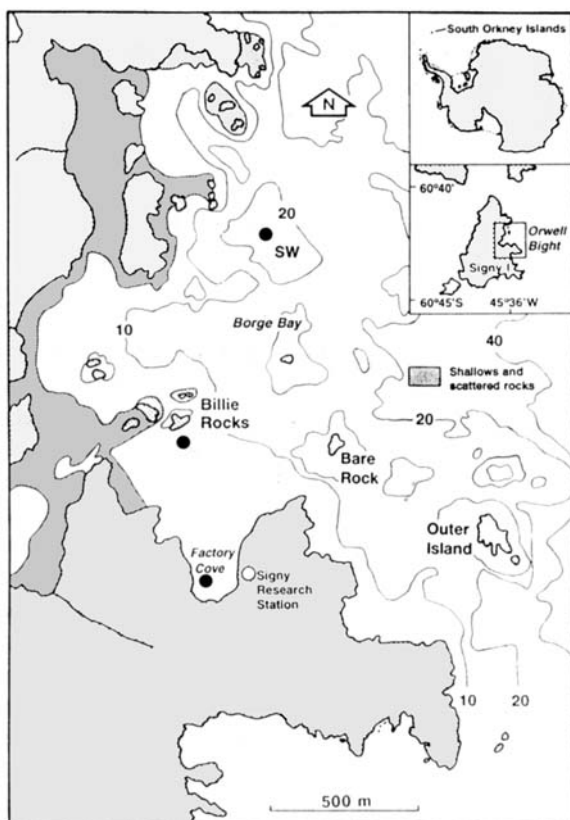 South Orkney Islands
N
60°40'
20
SW
Orwell
Bight
Signy I.
60°45'S
45°36'W
10
Borge Bay
40
Shallows and
scattered rocks
Billie
Rocks
20
Bare
Rock
Outer
Island
Factory
Cove
Signy
Research
Station
10
20
500 m